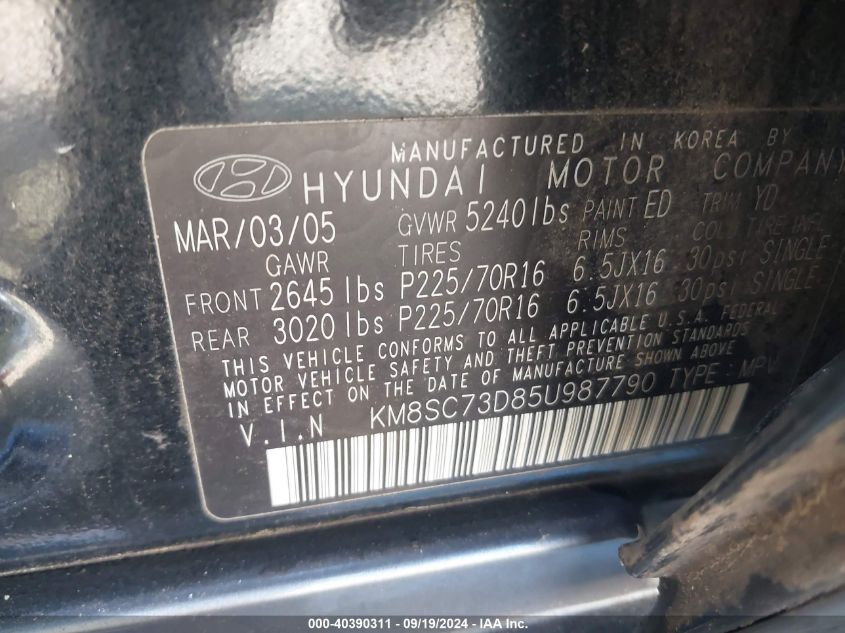 MANUFACTURED IN KOREA BY
HYUNDAI MOTOR COMPANY
MAR/03/05 GVWR 5240lbs PAINT ED TRIM YD
GAWR TIRES RIMS COLD TIRE INFL
FRONT 2645lbs P225/70R16 6.5JX16 30psi SINGLE
REAR 3020lbs P225/70R16 6.5JX16 30psi SINGLE
THIS VEHICLE CONFORMS TO ALL APPLICABLE U.S.A. FEDERAL
MOTOR VEHICLE SAFETY AND THEFT PREVENTION STANDARDS
IN EFFECT ON THE DATE OF MANUFACTURE SHOWN ABOVE
V.I.N KM8SC73D85U987790 TYPE : MPV
000-40390311 - 09/19/2024 - IAA Inc.